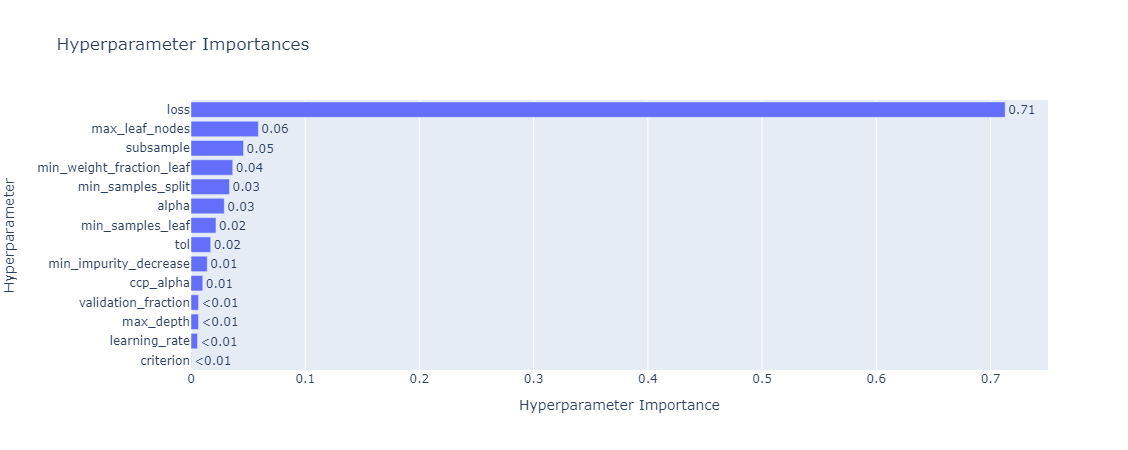 Hyperparameter Importances
Hyperparameter
loss 0.71
max_leaf_nodes 0.06
subsample 0.05
min_weight_fraction_leaf 0.04
min_samples_split 0.03
alpha 0.03
min_samples_leaf 0.02
tol 0.02
min_impurity_decrease 0.01
ccp_alpha 0.01
validation_fraction <0.01
max_depth <0.01
learning_rate <0.01
criterion <0.01
0 0.1 0.2 0.3 0.4 0.5 0.6 0.7
Hyperparameter Importance